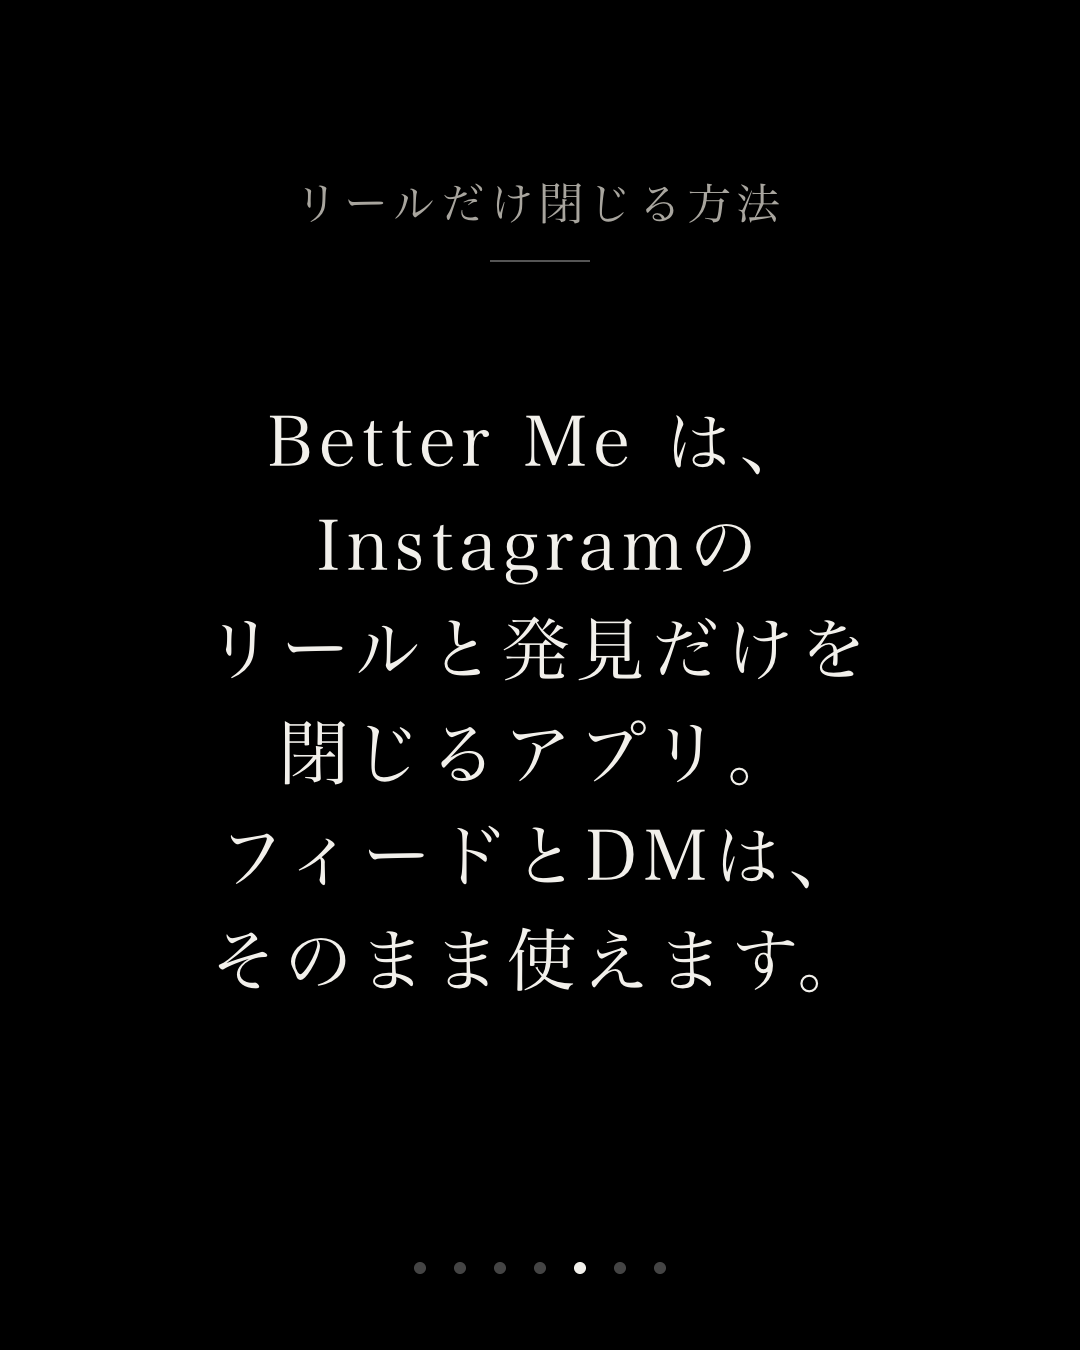 リールだけ閉じる方法
Better Me は、
Instagramの
リールと発見だけを
閉じるアプリ。
フィードとDMは、
そのまま使えます。